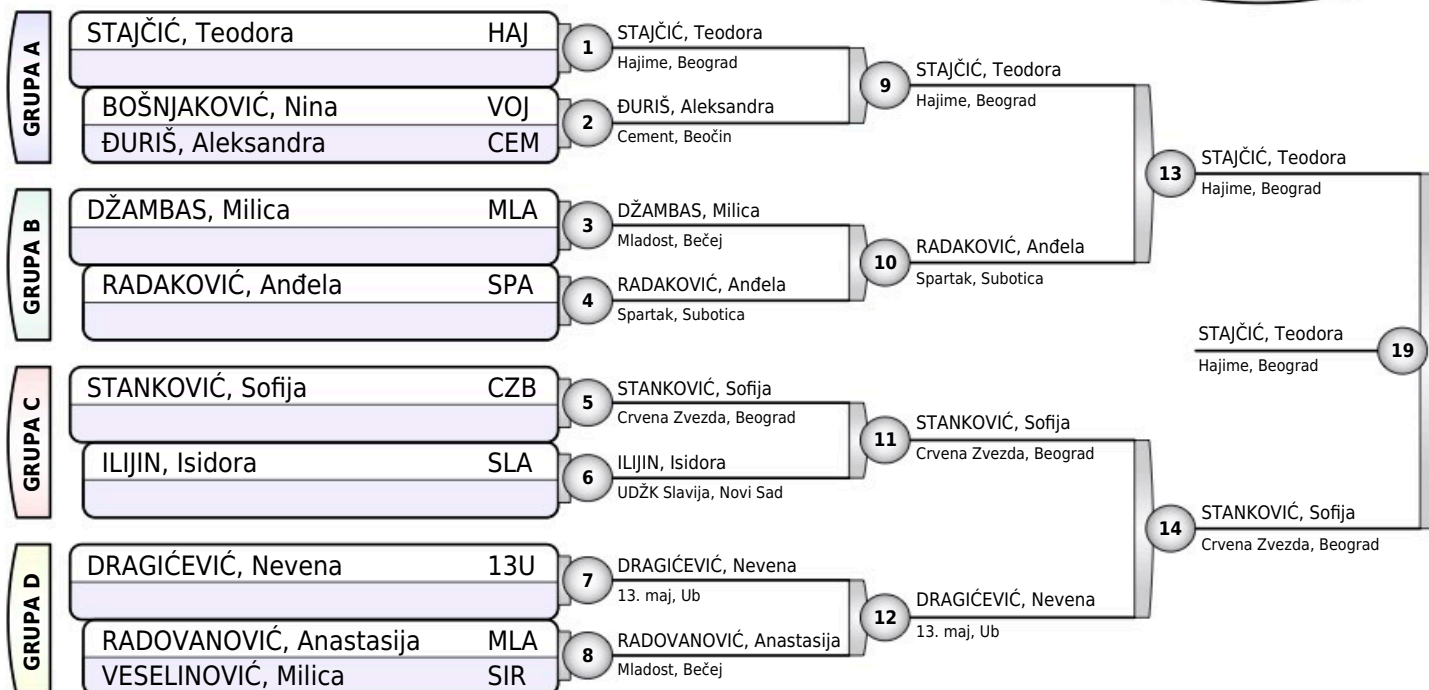 GRUPA A
STAJČIĆ, Teodora HAJ
BOŠNJAKOVIĆ, Nina VOJ
ĐURIŠ, Aleksandra CEM
GRUPA B
DŽAMBAS, Milica MLA
RADAKOVIĆ, Anđela SPA
GRUPA C
STANKOVIĆ, Sofija CZB
ILIJIN, Isidora SLA
GRUPA D
DRAGIĆEVIĆ, Nevena 13U
RADOVANOVIĆ, Anastasija MLA
VESELINOVIĆ, Milica SIR
1
STAJČIĆ, Teodora
Hajime, Beograd
2
ĐURIŠ, Aleksandra
Cement, Beočin
3
DŽAMBAS, Milica
Mladost, Bečej
4
RADAKOVIĆ, Anđela
Spartak, Subotica
5
STANKOVIĆ, Sofija
Crvena Zvezda, Beograd
6
ILIJIN, Isidora
UDŽK Slavija, Novi Sad
7
DRAGIĆEVIĆ, Nevena
13. maj, Ub
8
RADOVANOVIĆ, Anastasija
Mladost, Bečej
9
STAJČIĆ, Teodora
Hajime, Beograd
10
RADAKOVIĆ, Anđela
Spartak, Subotica
11
STANKOVIĆ, Sofija
Crvena Zvezda, Beograd
12
DRAGIĆEVIĆ, Nevena
13. maj, Ub
13
STAJČIĆ, Teodora
Hajime, Beograd
14
STANKOVIĆ, Sofija
Crvena Zvezda, Beograd
STAJČIĆ, Teodora
Hajime, Beograd
19